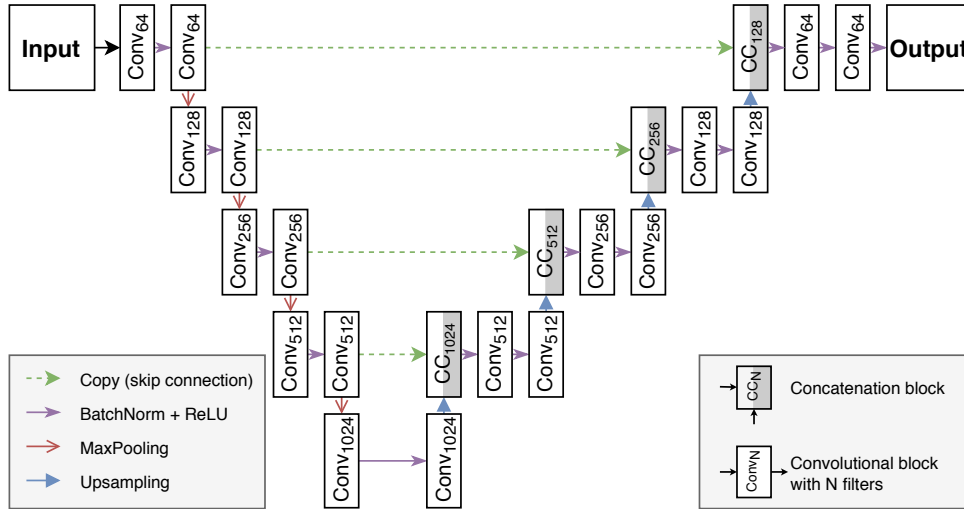 Input
Conv64
Conv64
CC128
Conv64
Conv64
Output
Conv128
Conv128
CC256
Conv128
Conv128
Conv256
Conv256
CC512
Conv256
Conv256
Conv512
Conv512
CC1024
Conv512
Conv512
Conv1024
Conv1024
Copy (skip connection)
BatchNorm + ReLU
MaxPooling
Upsampling
CCN
Concatenation block
ConvN
Convolutional block
with N filters